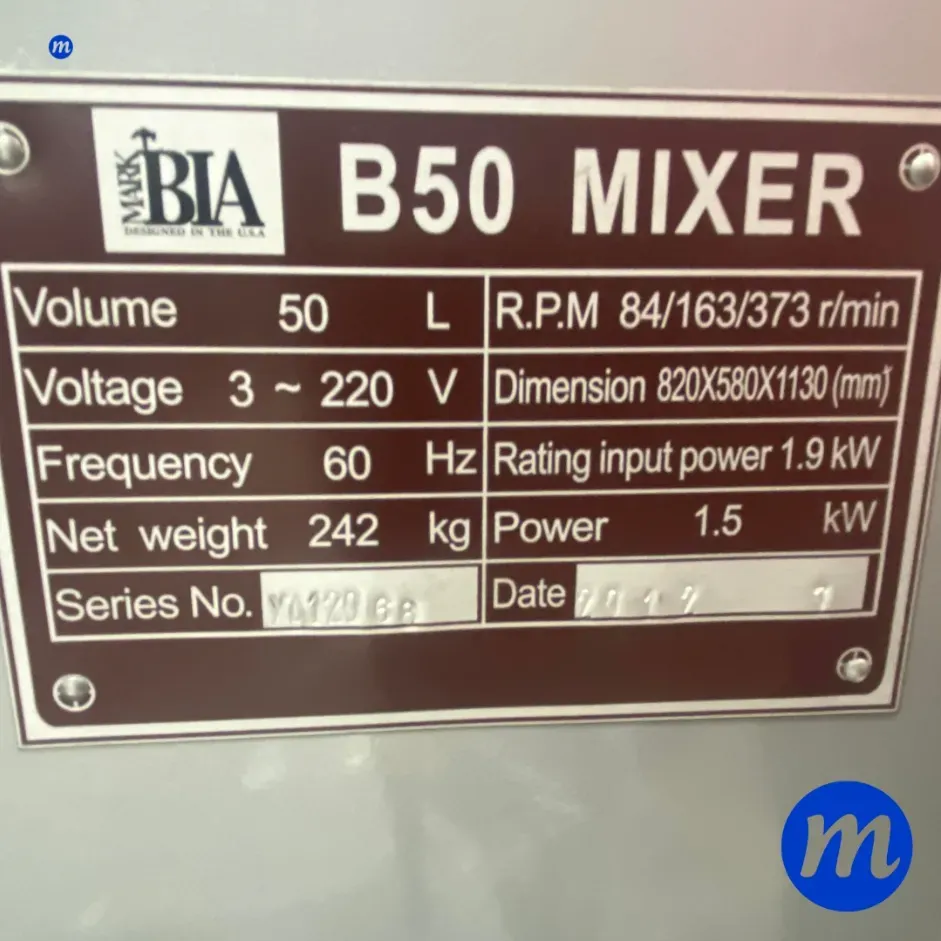 m
MARK
BIA
DESIGNED IN THE U.S.A
B50 MIXER
Volume 50 L
R.P.M 84/163/373 r/min
Voltage 3 ~ 220 V
Dimension 820X580X1130 (mm)
Frequency 60 Hz
Rating input power 1.9 kW
Net weight 242 kg
Power 1.5 kW
Series No.
Date
m